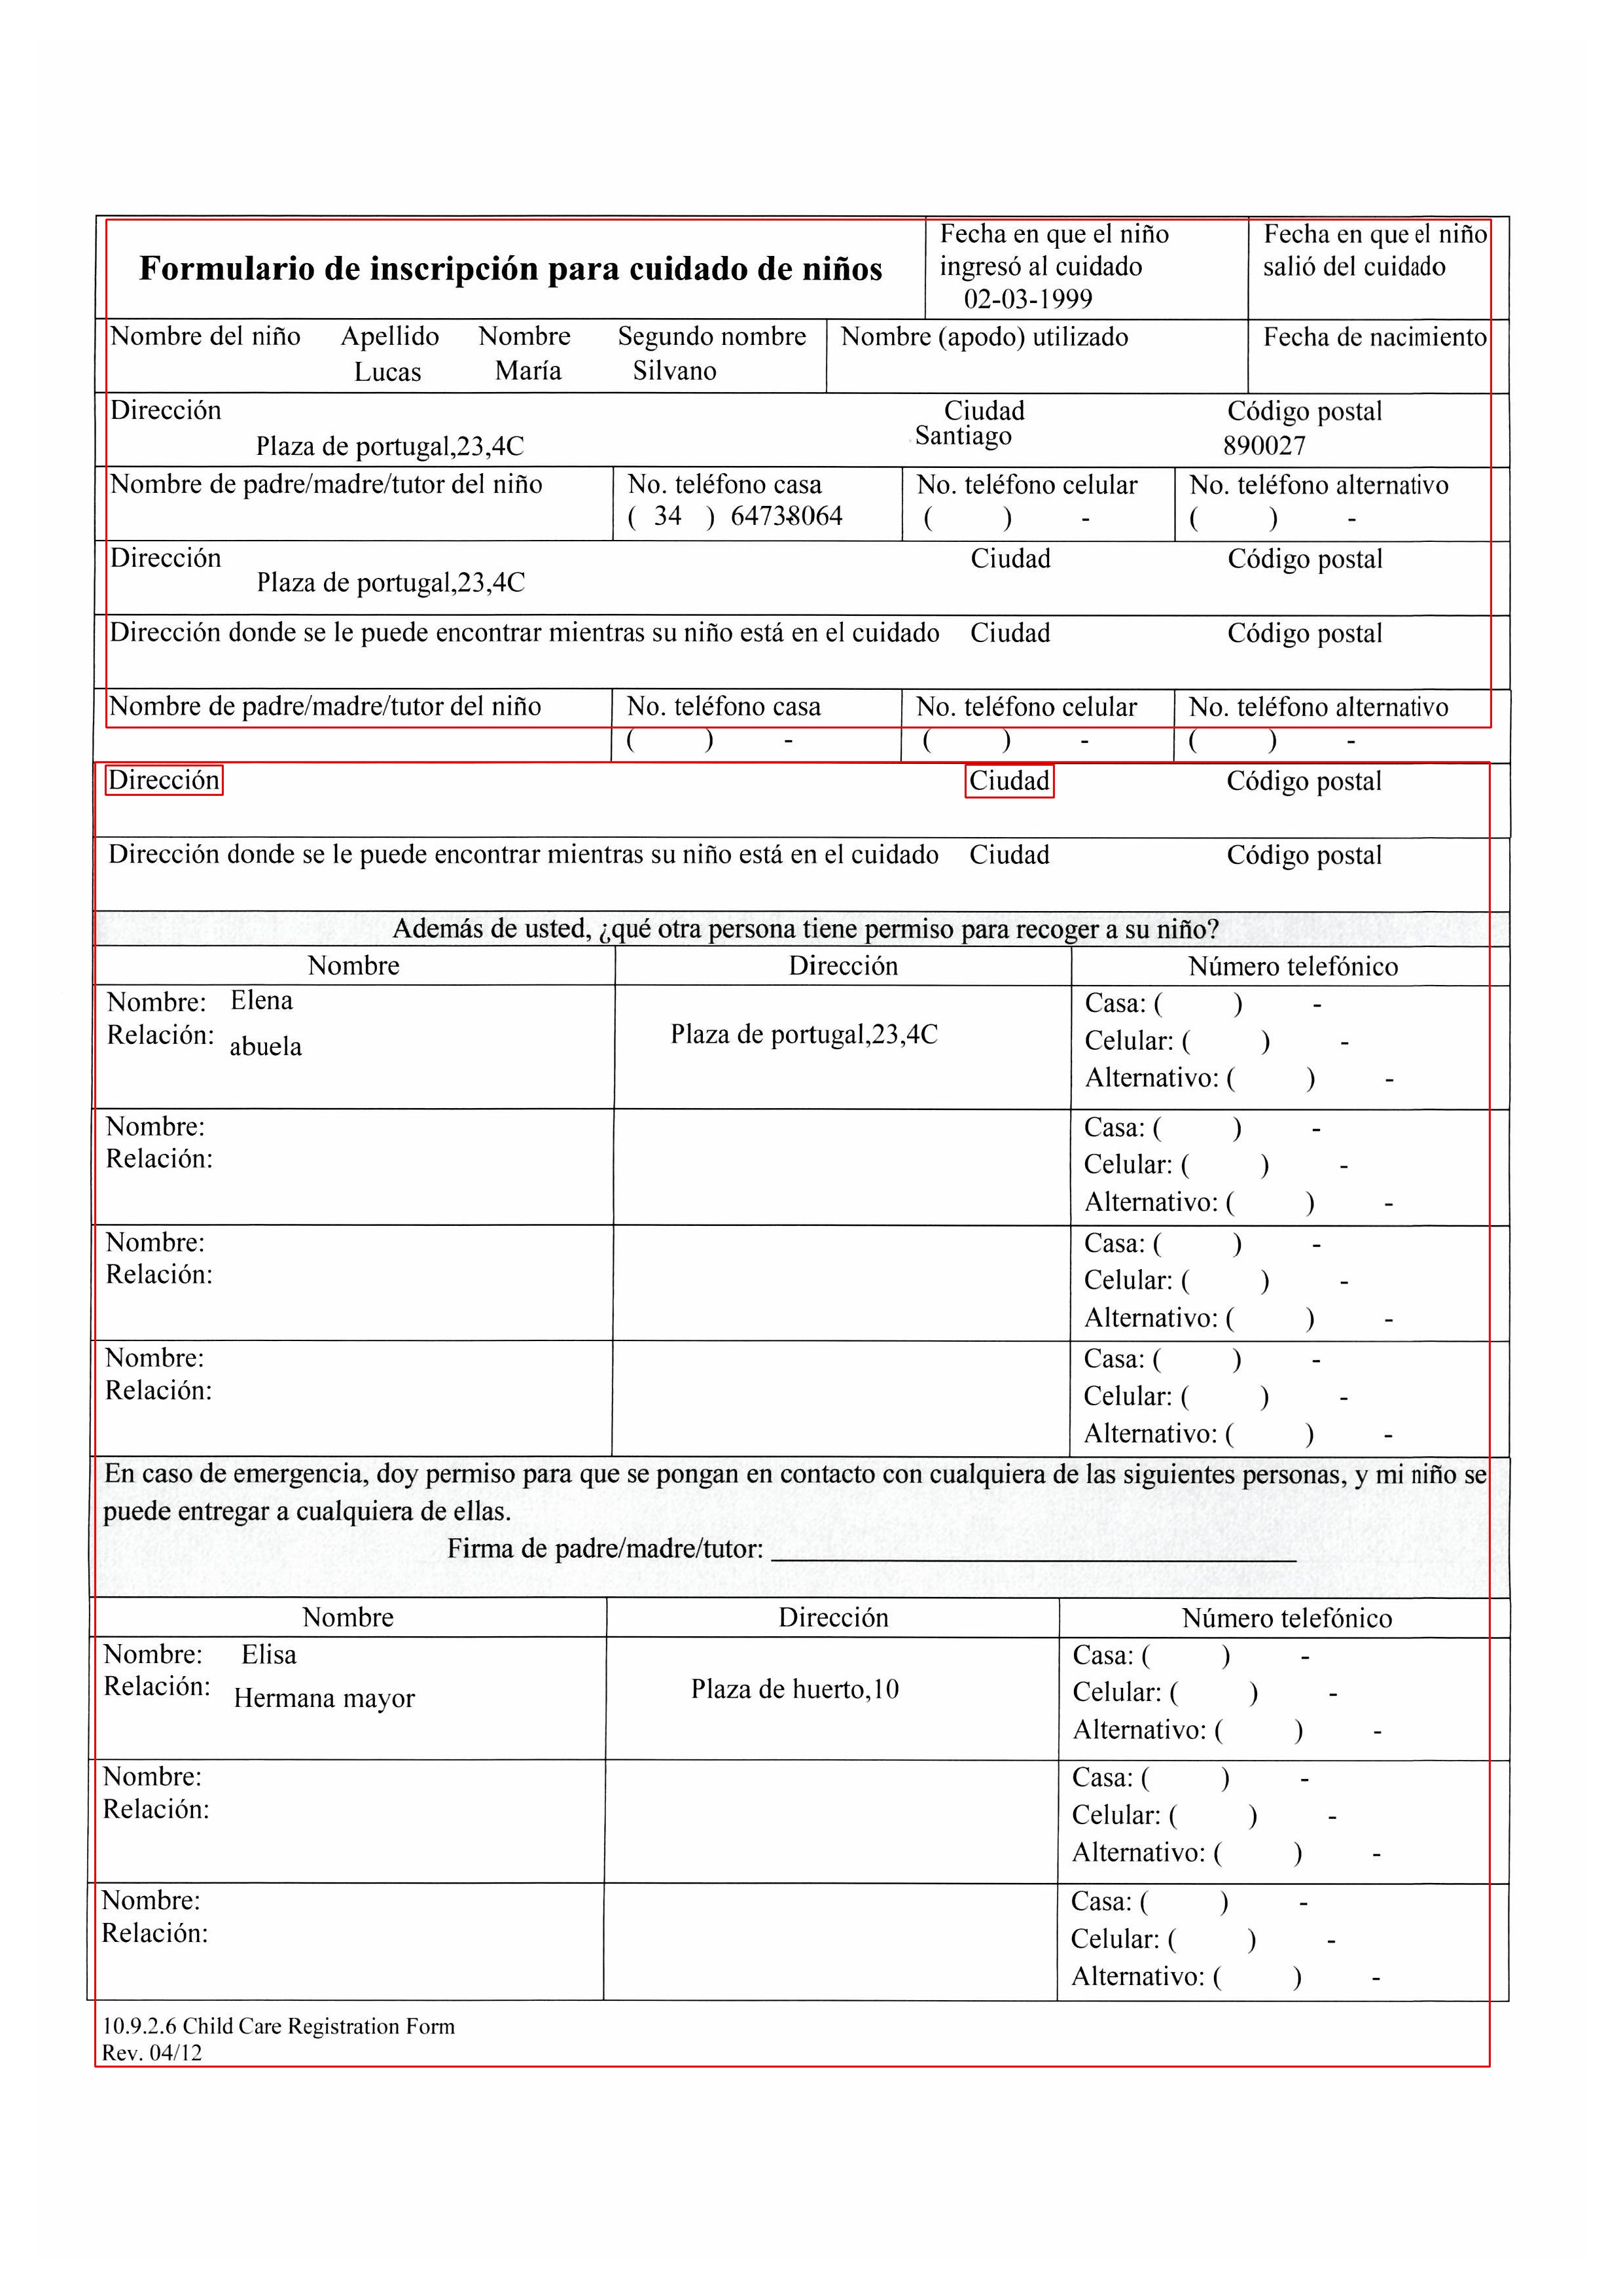 Formulario de inscripción para cuidado de niños
Fecha en que el niño
ingresó al cuidado
02-03-1999
Fecha en que el niño
salió del cuidado
Nombre del niño Apellido Nombre Segundo nombre
Lucas María Silvano
Nombre (apodo) utilizado
Fecha de nacimiento
Dirección Ciudad Código postal
Plaza de portugal,23,4C Santiago 890027
Nombre de padre/madre/tutor del niño No. teléfono casa No. teléfono celular No. teléfono alternativo
( 34 ) 64738064 ( ) - ( ) -
Dirección Ciudad Código postal
Plaza de portugal,23,4C
Dirección donde se le puede encontrar mientras su niño está en el cuidado Ciudad Código postal
Nombre de padre/madre/tutor del niño No. teléfono casa No. teléfono celular No. teléfono alternativo
( ) - ( ) - ( ) -
Dirección Ciudad Código postal
Dirección donde se le puede encontrar mientras su niño está en el cuidado Ciudad Código postal
Además de usted, ¿qué otra persona tiene permiso para recoger a su niño?
Nombre Dirección Número telefónico
Nombre: Elena
Relación: abuela
Plaza de portugal,23,4C
Casa: ( ) -
Celular: ( ) -
Alternativo: ( ) -
Nombre:
Relación:
Casa: ( ) -
Celular: ( ) -
Alternativo: ( ) -
Nombre:
Relación:
Casa: ( ) -
Celular: ( ) -
Alternativo: ( ) -
Nombre:
Relación:
Casa: ( ) -
Celular: ( ) -
Alternativo: ( ) -
En caso de emergencia, doy permiso para que se pongan en contacto con cualquiera de las siguientes personas, y mi niño se
puede entregar a cualquiera de ellas.
Firma de padre/madre/tutor:
Nombre Dirección Número telefónico
Nombre: Elisa
Relación: Hermana mayor
Plaza de huerto,10
Casa: ( ) -
Celular: ( ) -
Alternativo: ( ) -
Nombre:
Relación:
Casa: ( ) -
Celular: ( ) -
Alternativo: ( ) -
Nombre:
Relación:
Casa: ( ) -
Celular: ( ) -
Alternativo: ( ) -
10.9.2.6 Child Care Registration Form
Rev. 04/12